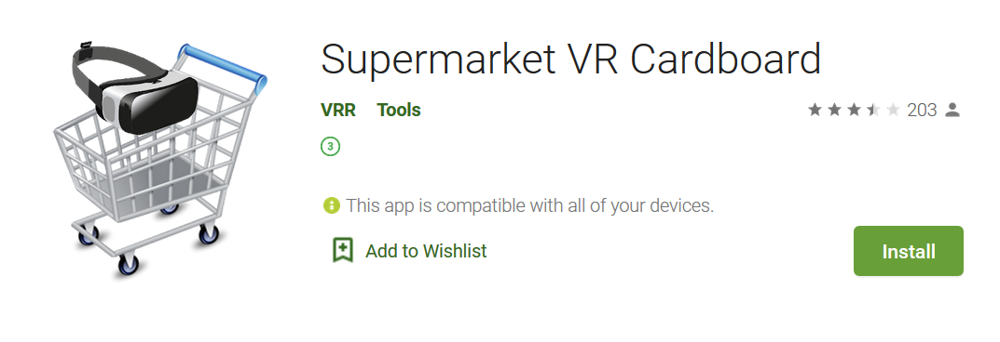 Supermarket VR Cardboard
VRR Tools 203
3
This app is compatible with all of your devices.
Add to Wishlist Install